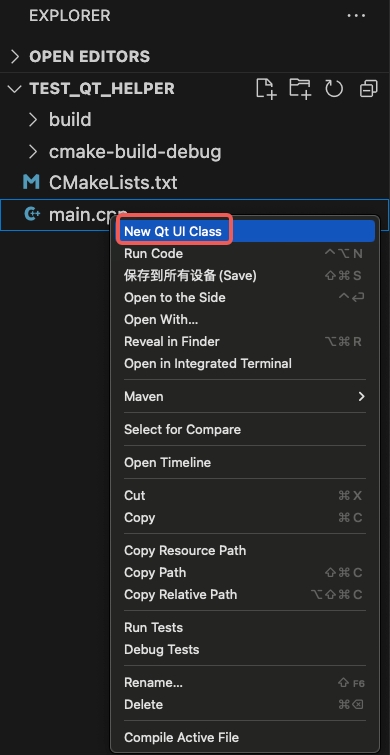 EXPLORER
OPEN EDITORS
TEST_QT_HELPER
build
cmake-build-debug
CMakeLists.txt
main.cpp
New Qt UI Class
Run Code ⌃⌥N
保存到所有设备 (Save) ⇧⌘S
Open to the Side ⌃⏎
Open With...
Reveal in Finder ⌥⌘R
Open in Integrated Terminal
Maven
Select for Compare
Open Timeline
Cut ⌘X
Copy ⌘C
Copy Resource Path
Copy Path ⇧⌘C
Copy Relative Path ⌥⇧⌘C
Run Tests
Debug Tests
Rename... ⇧F6
Delete ⌘⌫
Compile Active File